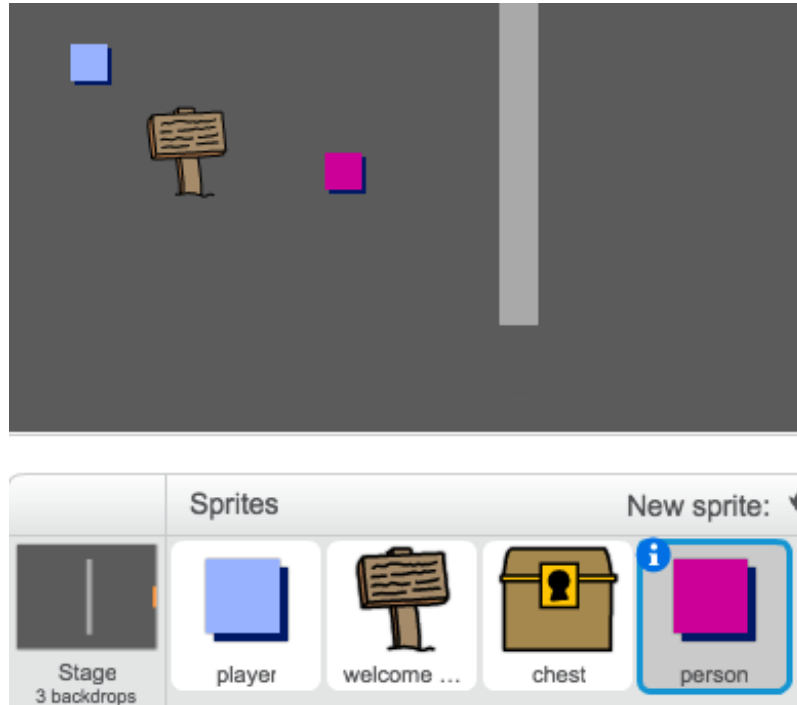 Sprites New sprite:
i
Stage
3 backdrops
player
welcome ...
chest
person